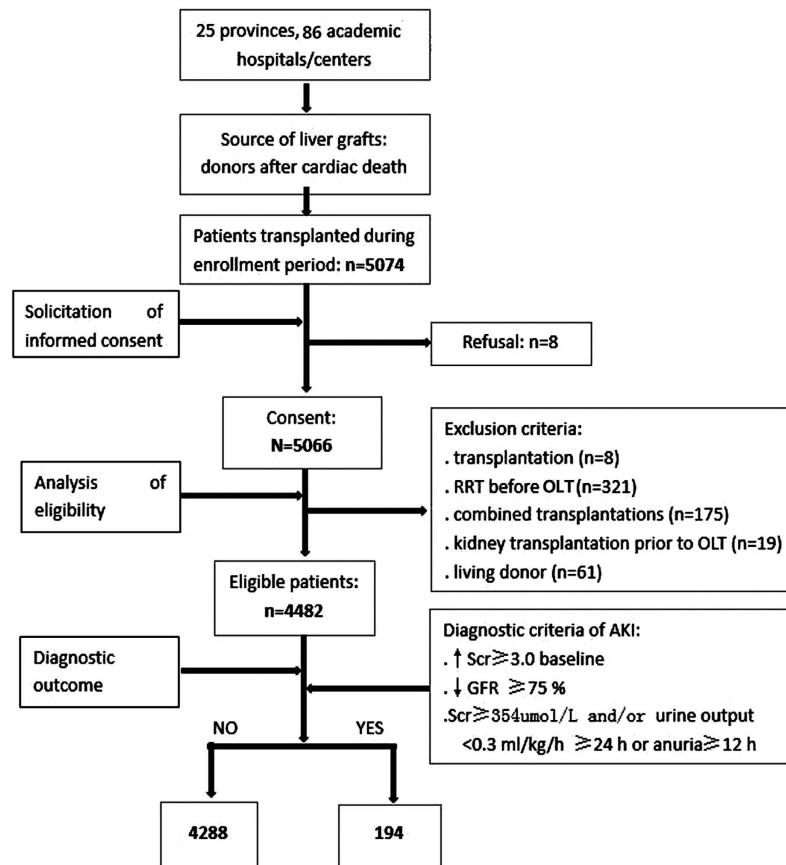 25 provinces, 86 academic
hospitals/centers
Source of liver grafts:
donors after cardiac death
Patients transplanted during
enrollment period: n=5074
Solicitation of
informed consent
Refusal: n=8
Consent:
N=5066
Exclusion criteria:
. transplantation (n=8)
. RRT before OLT (n=321)
. combined transplantations (n=175)
. kidney transplantation prior to OLT (n=19)
. living donor (n=61)
Analysis of
eligibility
Eligible patients:
n=4482
Diagnostic criteria of AKI:
. ↑ Scr≥3.0 baseline
. ↓ GFR ≥75 %
.Scr≥354umol/L and/or urine output
<0.3 ml/kg/h ≥24 h or anuria≥12 h
Diagnostic
outcome
NO YES
4288 194